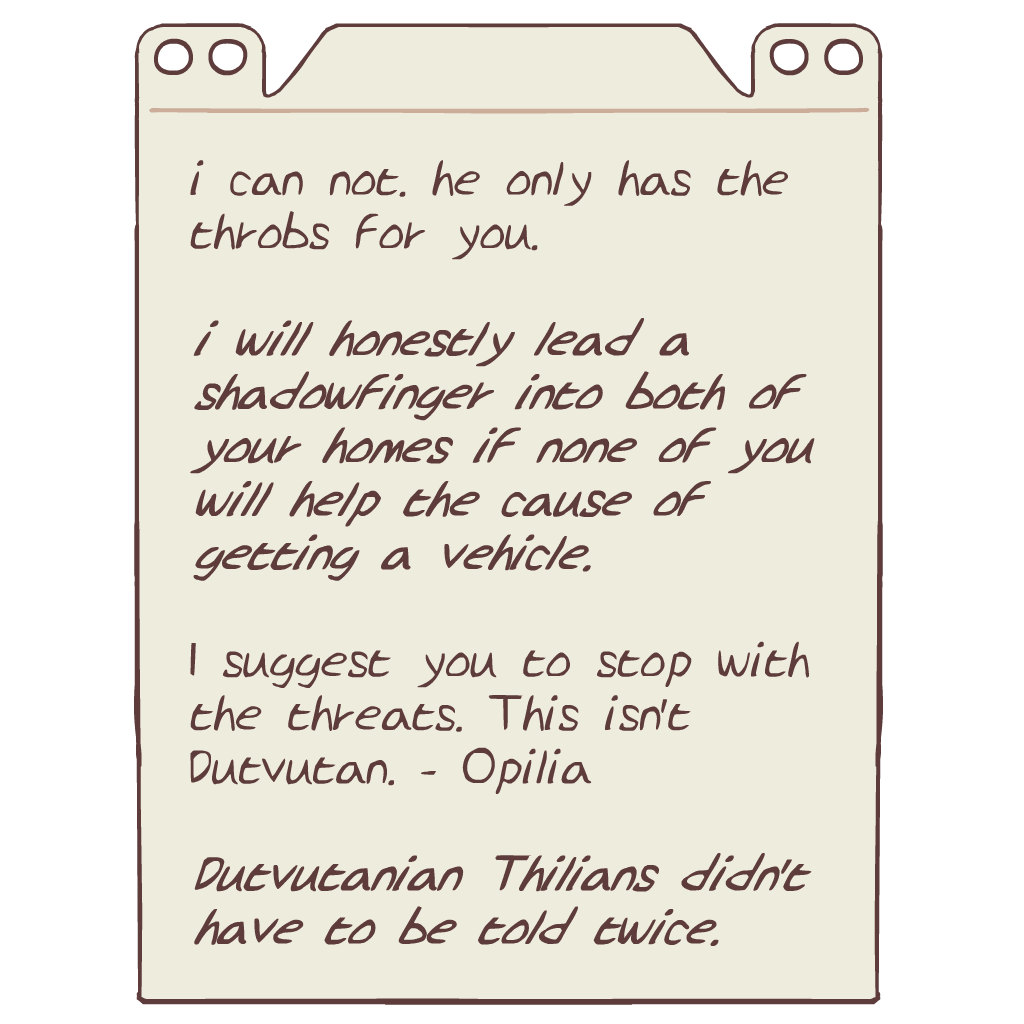 i can not. he only has the
throbs for you.
i will honestly lead a
shadowfinger into both of
your homes if none of you
will help the cause of
getting a vehicle.
I suggest you to stop with
the threats. This isn't
Dutvutan. - Opilia
Dutvutanian Thilians didn't
have to be told twice.